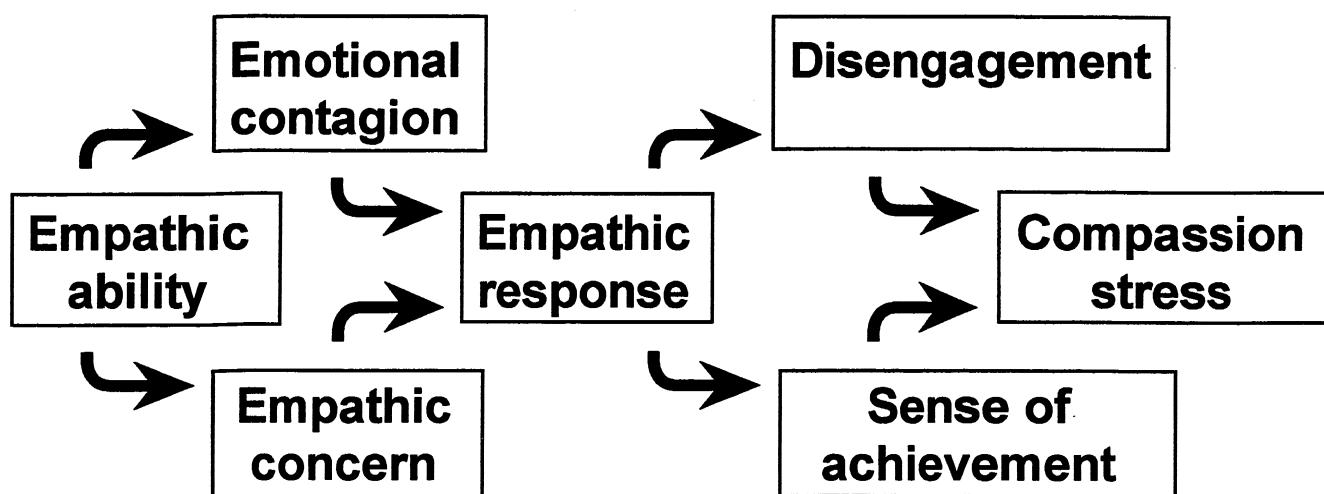 Emotional
contagion
Disengagement
Empathic
ability
Empathic
response
Compassion
stress
Empathic
concern
Sense of
achievement